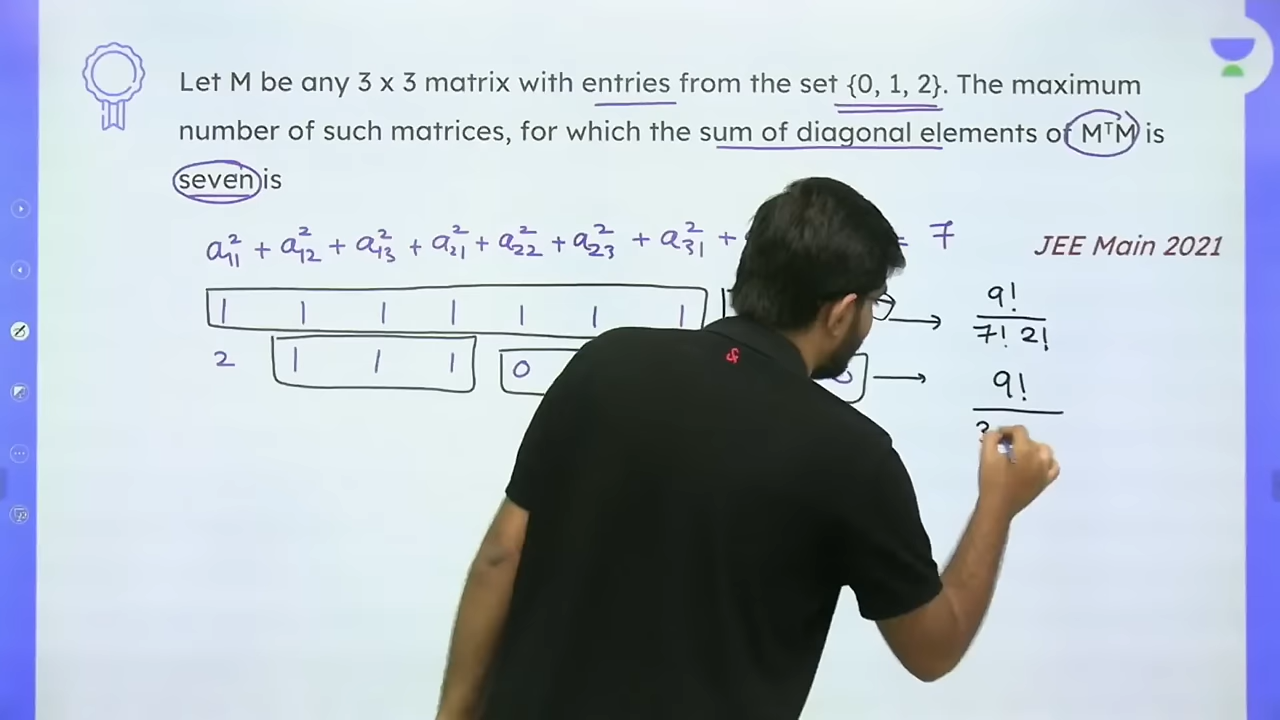 Let M be any 3 x 3 matrix with entries from the set {0, 1, 2}. The maximum
number of such matrices, for which the sum of diagonal elements of MᵀM is
seven is
a₁₁² + a₁₂² + a₁₃² + a₂₁² + a₂₂² + a₂₃² + a₃₁² + = 7
JEE Main 2021
1 1 1 1 1 1 1 → 9!/7! 2!
2 1 1 1 0 0 → 9!/3